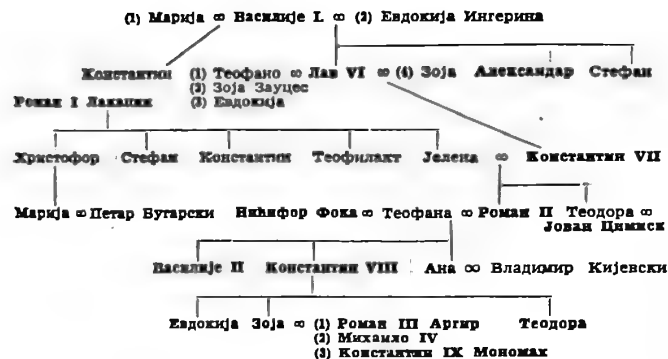 (1) Марија ∞ Василије I. ∞ (2) Евдокија Ингерина
Константин (1) Теофано ∞ Лав VI ∞ (4) Зоја Александар Стефан
(2) Зоја Зауцес
(3) Евдокија
Роман I Лакапин
Христофор Стефан Константин Теофилакт Јелена ∞ Константин VII
Марија ∞ Петар Бугарски Нићифор Фока ∞ Теофана ∞ Роман II Теодора ∞
Јован Цимиск
Василије II Константин VIII Ана ∞ Владимир Кијевски
Евдокија Зоја ∞ (1) Роман III Аргир Теодора
(2) Михаило IV
(3) Константин IX Мономах